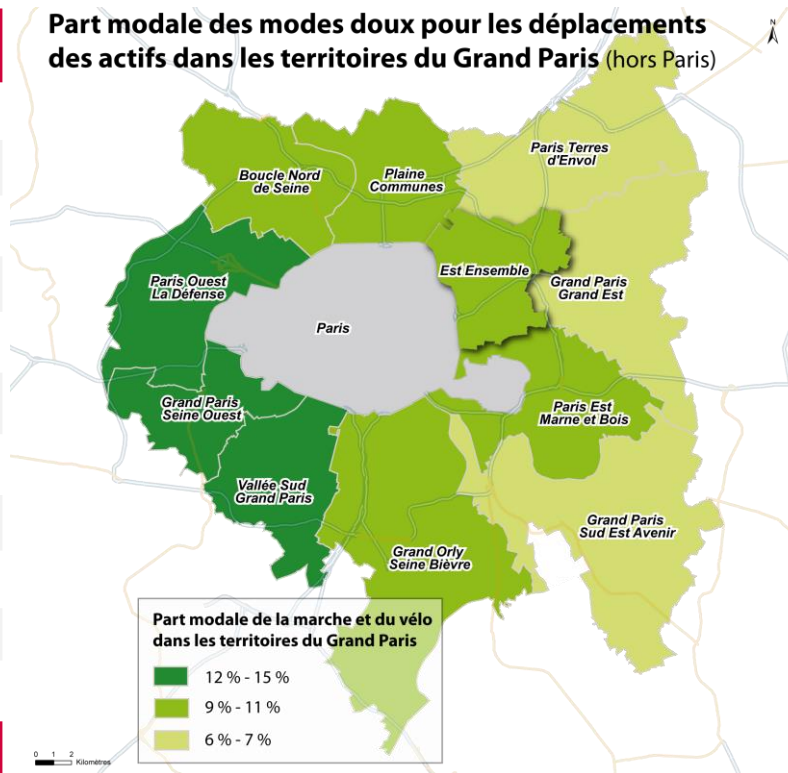 Part modale des modes doux pour les déplacements
des actifs dans les territoires du Grand Paris (hors Paris)
N
Paris Terres
d'Envol
Boucle Nord
de Seine
Plaine
Communes
Est Ensemble
Paris Ouest
La Défense
Grand Paris
Grand Est
Paris
Grand Paris
Seine Ouest
Paris Est
Marne et Bois
Vallée Sud
Grand Paris
Grand Paris
Sud Est Avenir
Grand Orly
Seine Bièvre
Part modale de la marche et du vélo
dans les territoires du Grand Paris
12 % - 15 %
9 % - 11 %
6 % - 7 %
0 1 2
Kilomètres